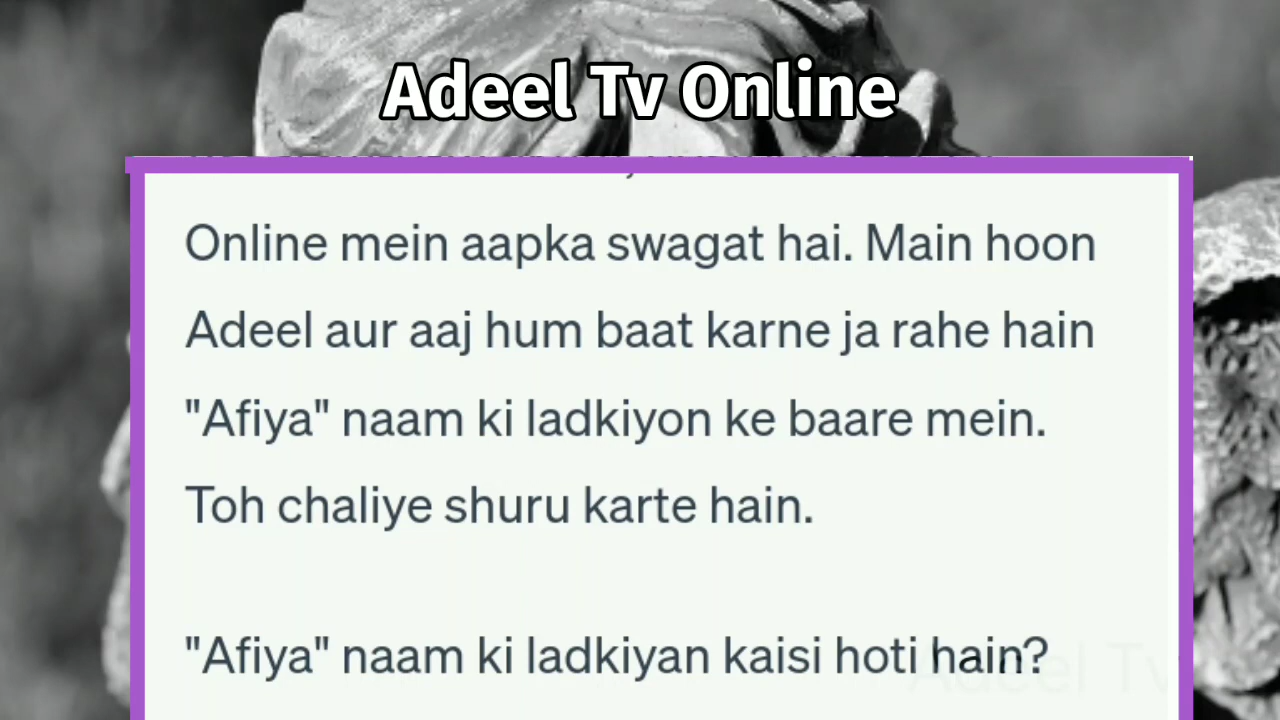 Adeel Tv Online
Online mein aapka swagat hai. Main hoon
Adeel aur aaj hum baat karne ja rahe hain
"Afiya" naam ki ladkiyon ke baare mein.
Toh chaliye shuru karte hain.
"Afiya" naam ki ladkiyan kaisi hoti hain?
Adeel Tv